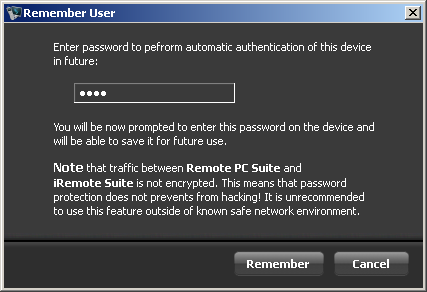 Remember User
Enter password to pefrorm automatic authentication of this device
in future:
●●●●
You will be now prompted to enter this password on the device and
will be able to save it for future use.
Note that traffic between Remote PC Suite and
iRemote Suite is not encrypted. This means that password
protection does not prevents from hacking! It is unrecommended
to use this feature outside of known safe network environment.
Remember Cancel